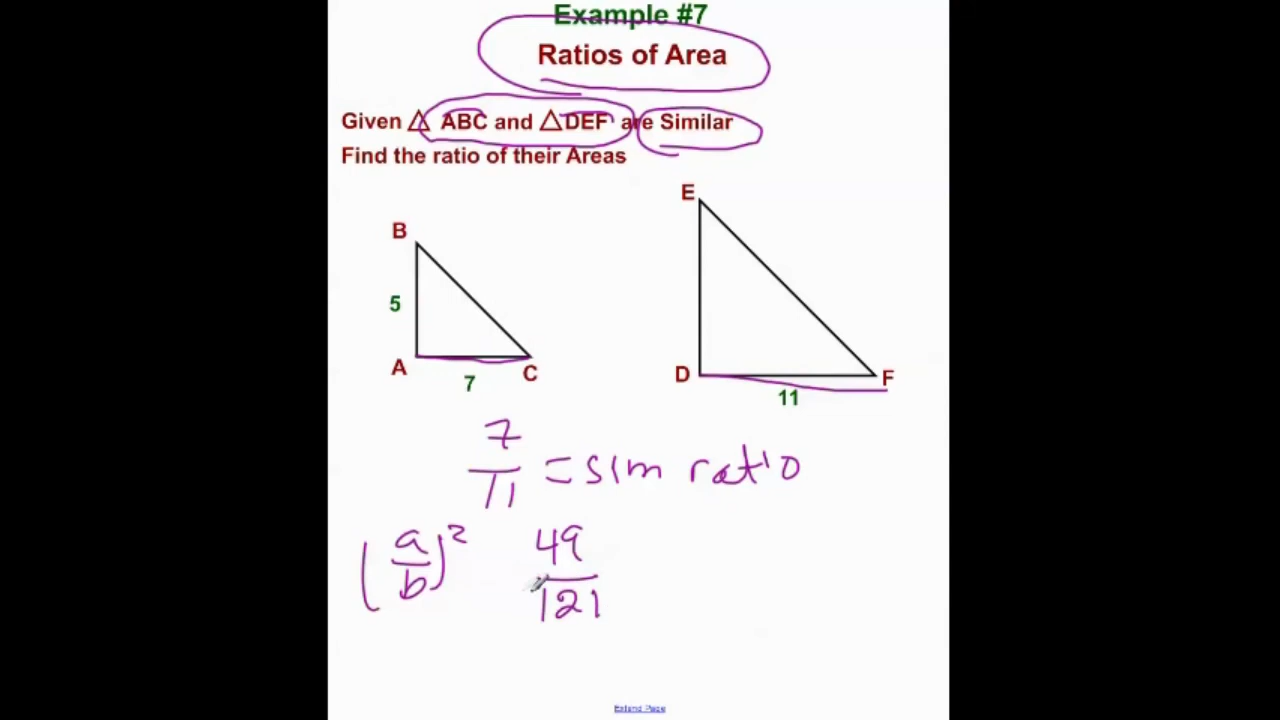 Example #7
Ratios of Area
Given △ ABC and △DEF are Similar
Find the ratio of their Areas
E
B
5
A
7
C
D
F
11
7/11 = sim ratio
(a/b)² 49/121
Extend Page